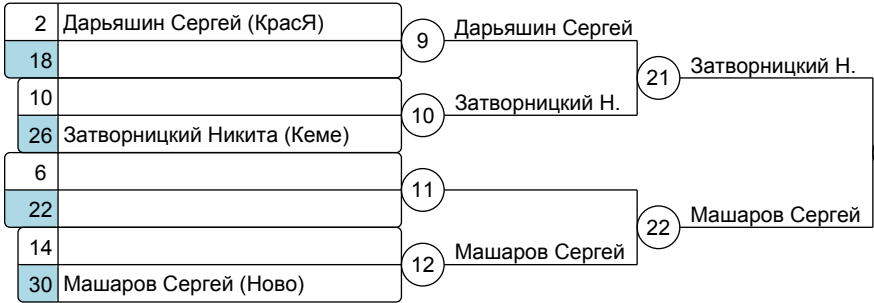 2 Дарьяшин Сергей (КрасЯ)
18
9 Дарьяшин Сергей
10
26 Затворницкий Никита (Кеме)
10 Затворницкий Н.
21 Затворницкий Н.
6
22
11
14
30 Машаров Сергей (Ново)
12 Машаров Сергей
22 Машаров Сергей